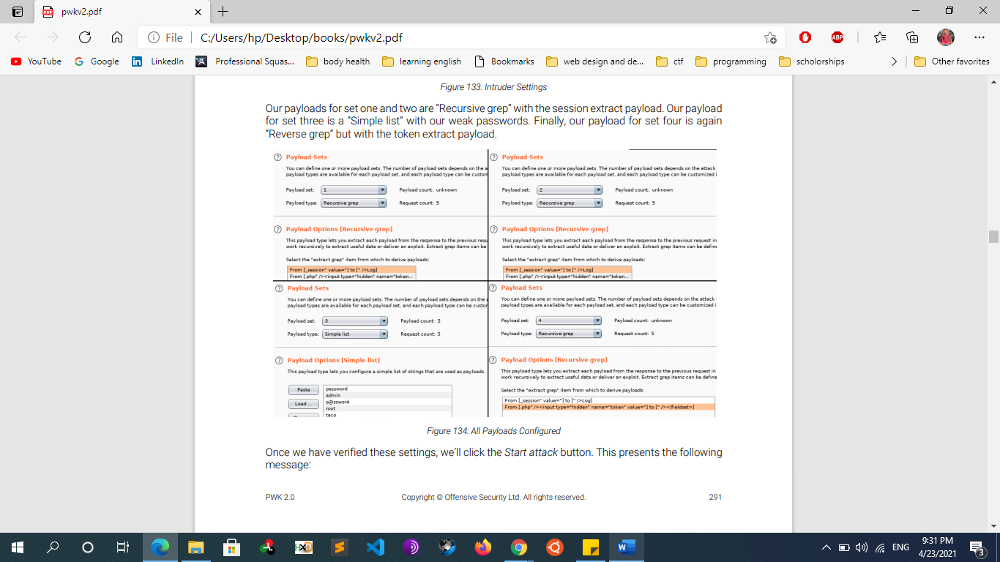 pwkv2.pdf
File
C:/Users/hp/Desktop/books/pwkv2.pdf
ABP
YouTube
Google
LinkedIn
Professional Squas...
body health
learning english
Bookmarks
web design and de...
ctf
programming
scholorships
Other favorites
Figure 133: Intruder Settings
Our payloads for set one and two are “Recursive grep” with the session extract payload. Our payload
for set three is a “Simple list” with our weak passwords. Finally, our payload for set four is again
“Reverse grep” but with the token extract payload.
Payload Sets
You can define one or more payload sets. The number of payload sets depends on the a
payload types are available for each payload set, and each payload type can be custon
Payload set: 1 Payload count: unknown
Payload type: Recursive grep Request count: 5
Payload Options [Recursive grep]
This payload type lets you extract each payload from the response to the previous requ
work recursively to extract useful data or deliver an exploit. Extract grep items can be
Select the "extract grep" item from which to derive payloads:
From [_session" value="] to [" />Log]
From [.php" /><input type="hidden" name="token...
Payload Sets
You can define one or more payload sets. The number of payload sets depends on the attack
payload types are available for each payload set, and each payload type can be customized i
Payload set: 2 Payload count: unknown
Payload type: Recursive grep Request count: 5
Payload Options [Recursive grep]
This payload type lets you extract each payload from the response to the previous request in
work recursively to extract useful data or deliver an exploit. Extract grep items can be define
Select the "extract grep" item from which to derive payloads:
From [_session" value="] to [" />Log]
From [.php" /><input type="hidden" name="token...
Payload Sets
You can define one or more payload sets. The number of payload sets depends on the a
payload types are available for each payload set, and each payload type can be custor
Payload set: 3 Payload count: 5
Payload type: Simple list Request count: 5
Payload Options [Simple list]
This payload type lets you configure a simple list of strings that are used as payloads.
Paste
Load ...
password
admin
p@ssword
root
taco
Payload Sets
You can define one or more payload sets. The number of payload sets depends on the attack
payload types are available for each payload set, and each payload type can be customized i
Payload set: 4 Payload count: unknown
Payload type: Recursive grep Request count: 5
Payload Options [Recursive grep]
This payload type lets you extract each payload from the response to the previous request in
work recursively to extract useful data or deliver an exploit. Extract grep items can be define
Select the "extract grep" item from which to derive payloads:
From [_session" value="] to [" />Log]
From [.php" /><input type="hidden" name="token" value="] to [" /></fieldset>]
Figure 134: All Payloads Configured
Once we have verified these settings, we’ll click the Start attack button. This presents the following
message:
PWK 2.0
Copyright © Offensive Security Ltd. All rights reserved.
291
ENG
9:31 PM
4/23/2021
3